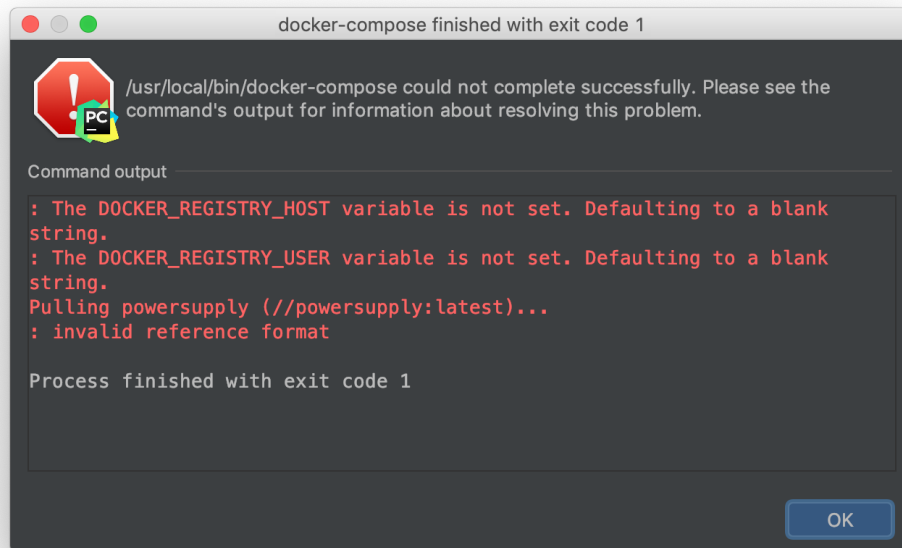 docker-compose finished with exit code 1
/usr/local/bin/docker-compose could not complete successfully. Please see the
command's output for information about resolving this problem.
PC
Command output
: The DOCKER_REGISTRY_HOST variable is not set. Defaulting to a blank
string.
: The DOCKER_REGISTRY_USER variable is not set. Defaulting to a blank
string.
Pulling powersupply (//powersupply:latest)...
: invalid reference format
Process finished with exit code 1
OK